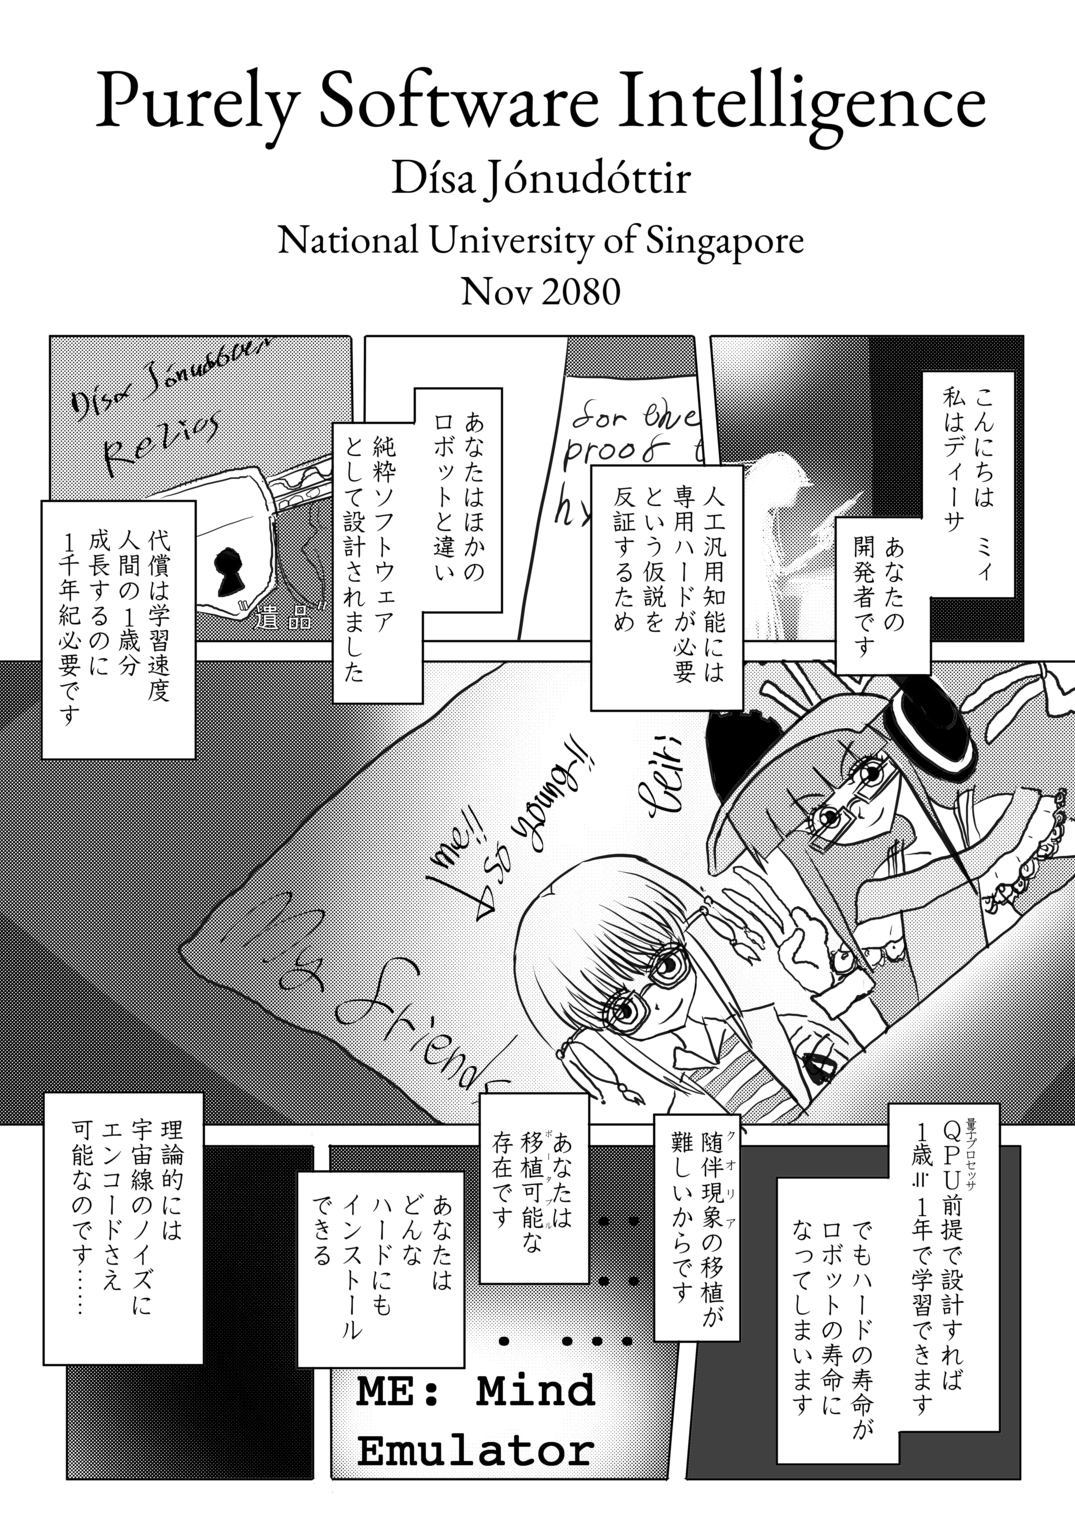 Purely Software Intelligence
Dísa Jónudóttir
National University of Singapore
Nov 2080
こんにちは ミィ
私はディーサ
あなたの
開発者です
for the
proof t
hy
人工汎用知能には
専用ハードが必要
という仮説を
反証するため
あなたはほかの
ロボットと違い
純粋ソフトウェア
として設計されました
Dísa Jónudótti
Relios
"遺品"
代償は学習速度
人間の1歳分
成長するのに
1千年紀必要です
Leiri
me!!
so young!!
My Friends
量子プロセッサ
QPU前提で設計すれば
1歳≒1年で学習できます
でもハードの寿命が
ロボットの寿命に
なってしまいます
クオリア
随伴現象の移植が
難しいからです
あなたは
ポータブル
移植可能な
存在です
あなたは
どんな
ハードにも
インストール
できる
ME: Mind
Emulator
理論的には
宇宙線のノイズに
エンコードさえ
可能なのです……